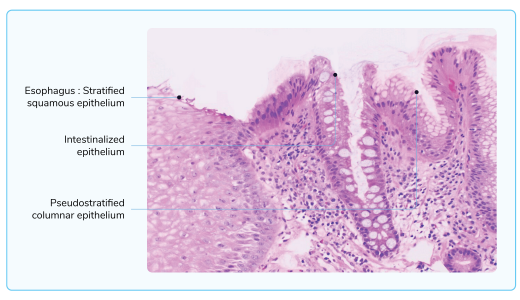 Esophagus : Stratified
squamous epithelium
Intestinalized
epithelium
Pseudostratified
columnar epithelium